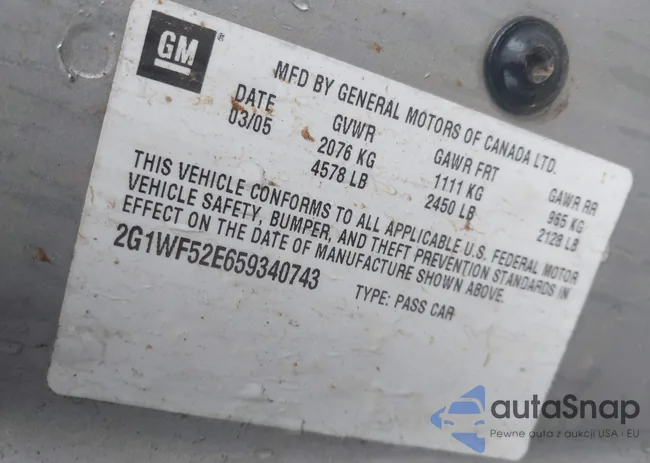 GM
MFD BY GENERAL MOTORS OF CANADA LTD.
DATE GVWR GAWR FRT GAWR RR
03/05 2076 KG 1111 KG 965 KG
4578 LB 2450 LB 2128 LB
THIS VEHICLE CONFORMS TO ALL APPLICABLE U.S. FEDERAL MOTOR
VEHICLE SAFETY, BUMPER, AND THEFT PREVENTION STANDARDS IN
EFFECT ON THE DATE OF MANUFACTURE SHOWN ABOVE.
2G1WF52E659340743 TYPE: PASS CAR
autaSnap
Pewne auta z aukcji USA i EU